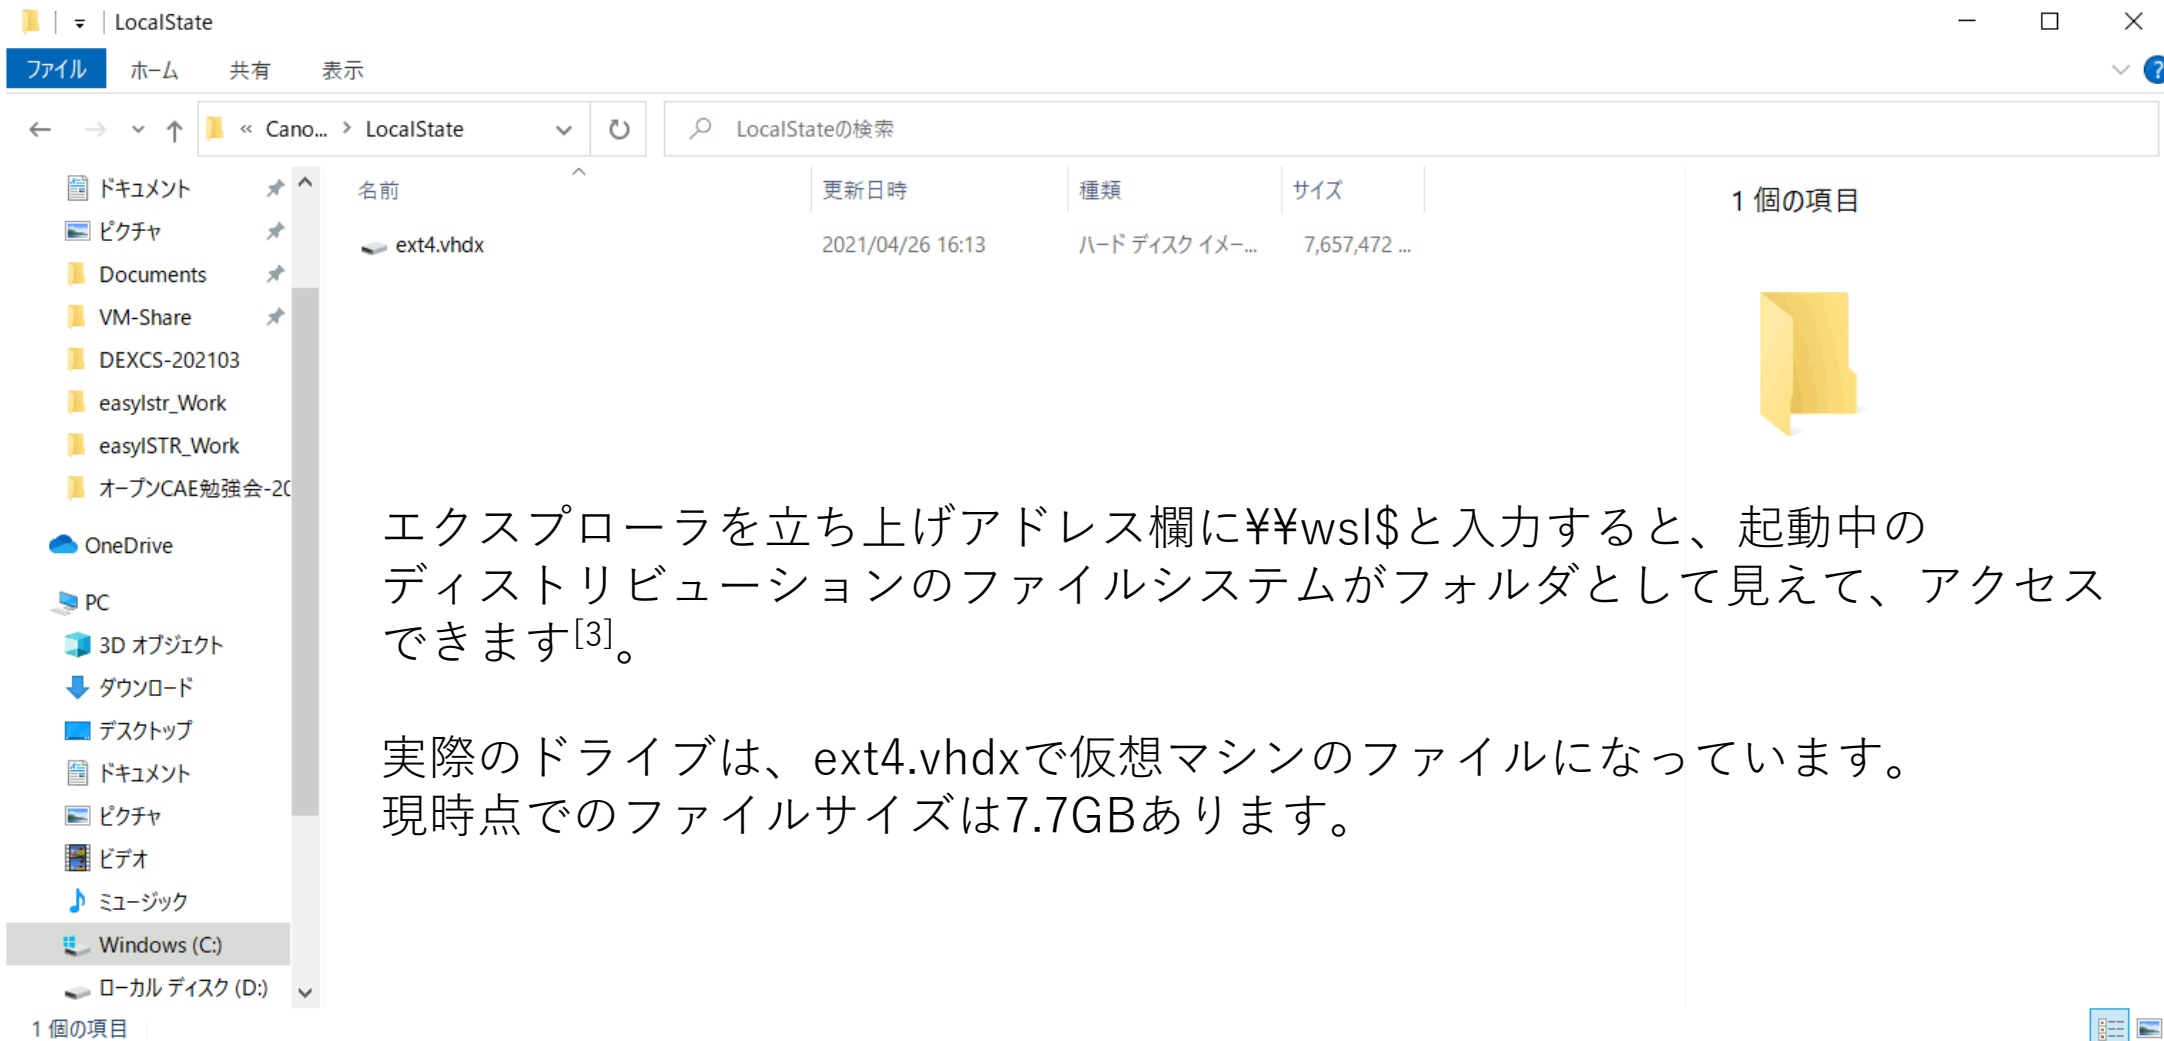 LocalState
ファイル ホーム 共有 表示
« Cano... > LocalState
LocalStateの検索
名前 更新日時 種類 サイズ
ext4.vhdx 2021/04/26 16:13 ハード ディスク イメー... 7,657,472 ...
1 個の項目
ドキュメント
ピクチャ
Documents
VM-Share
DEXCS-202103
easyIstr_Work
easyISTR_Work
オープンCAE勉強会-20
OneDrive
PC
3D オブジェクト
ダウンロード
デスクトップ
ドキュメント
ピクチャ
ビデオ
ミュージック
Windows (C:)
ローカル ディスク (D:)
エクスプローラを立ち上げアドレス欄に¥¥wsl$と入力すると、起動中の
ディストリビューションのファイルシステムがフォルダとして見えて、アクセス
できます[3]。
実際のドライブは、ext4.vhdxで仮想マシンのファイルになっています。
現時点でのファイルサイズは7.7GBあります。
1 個の項目